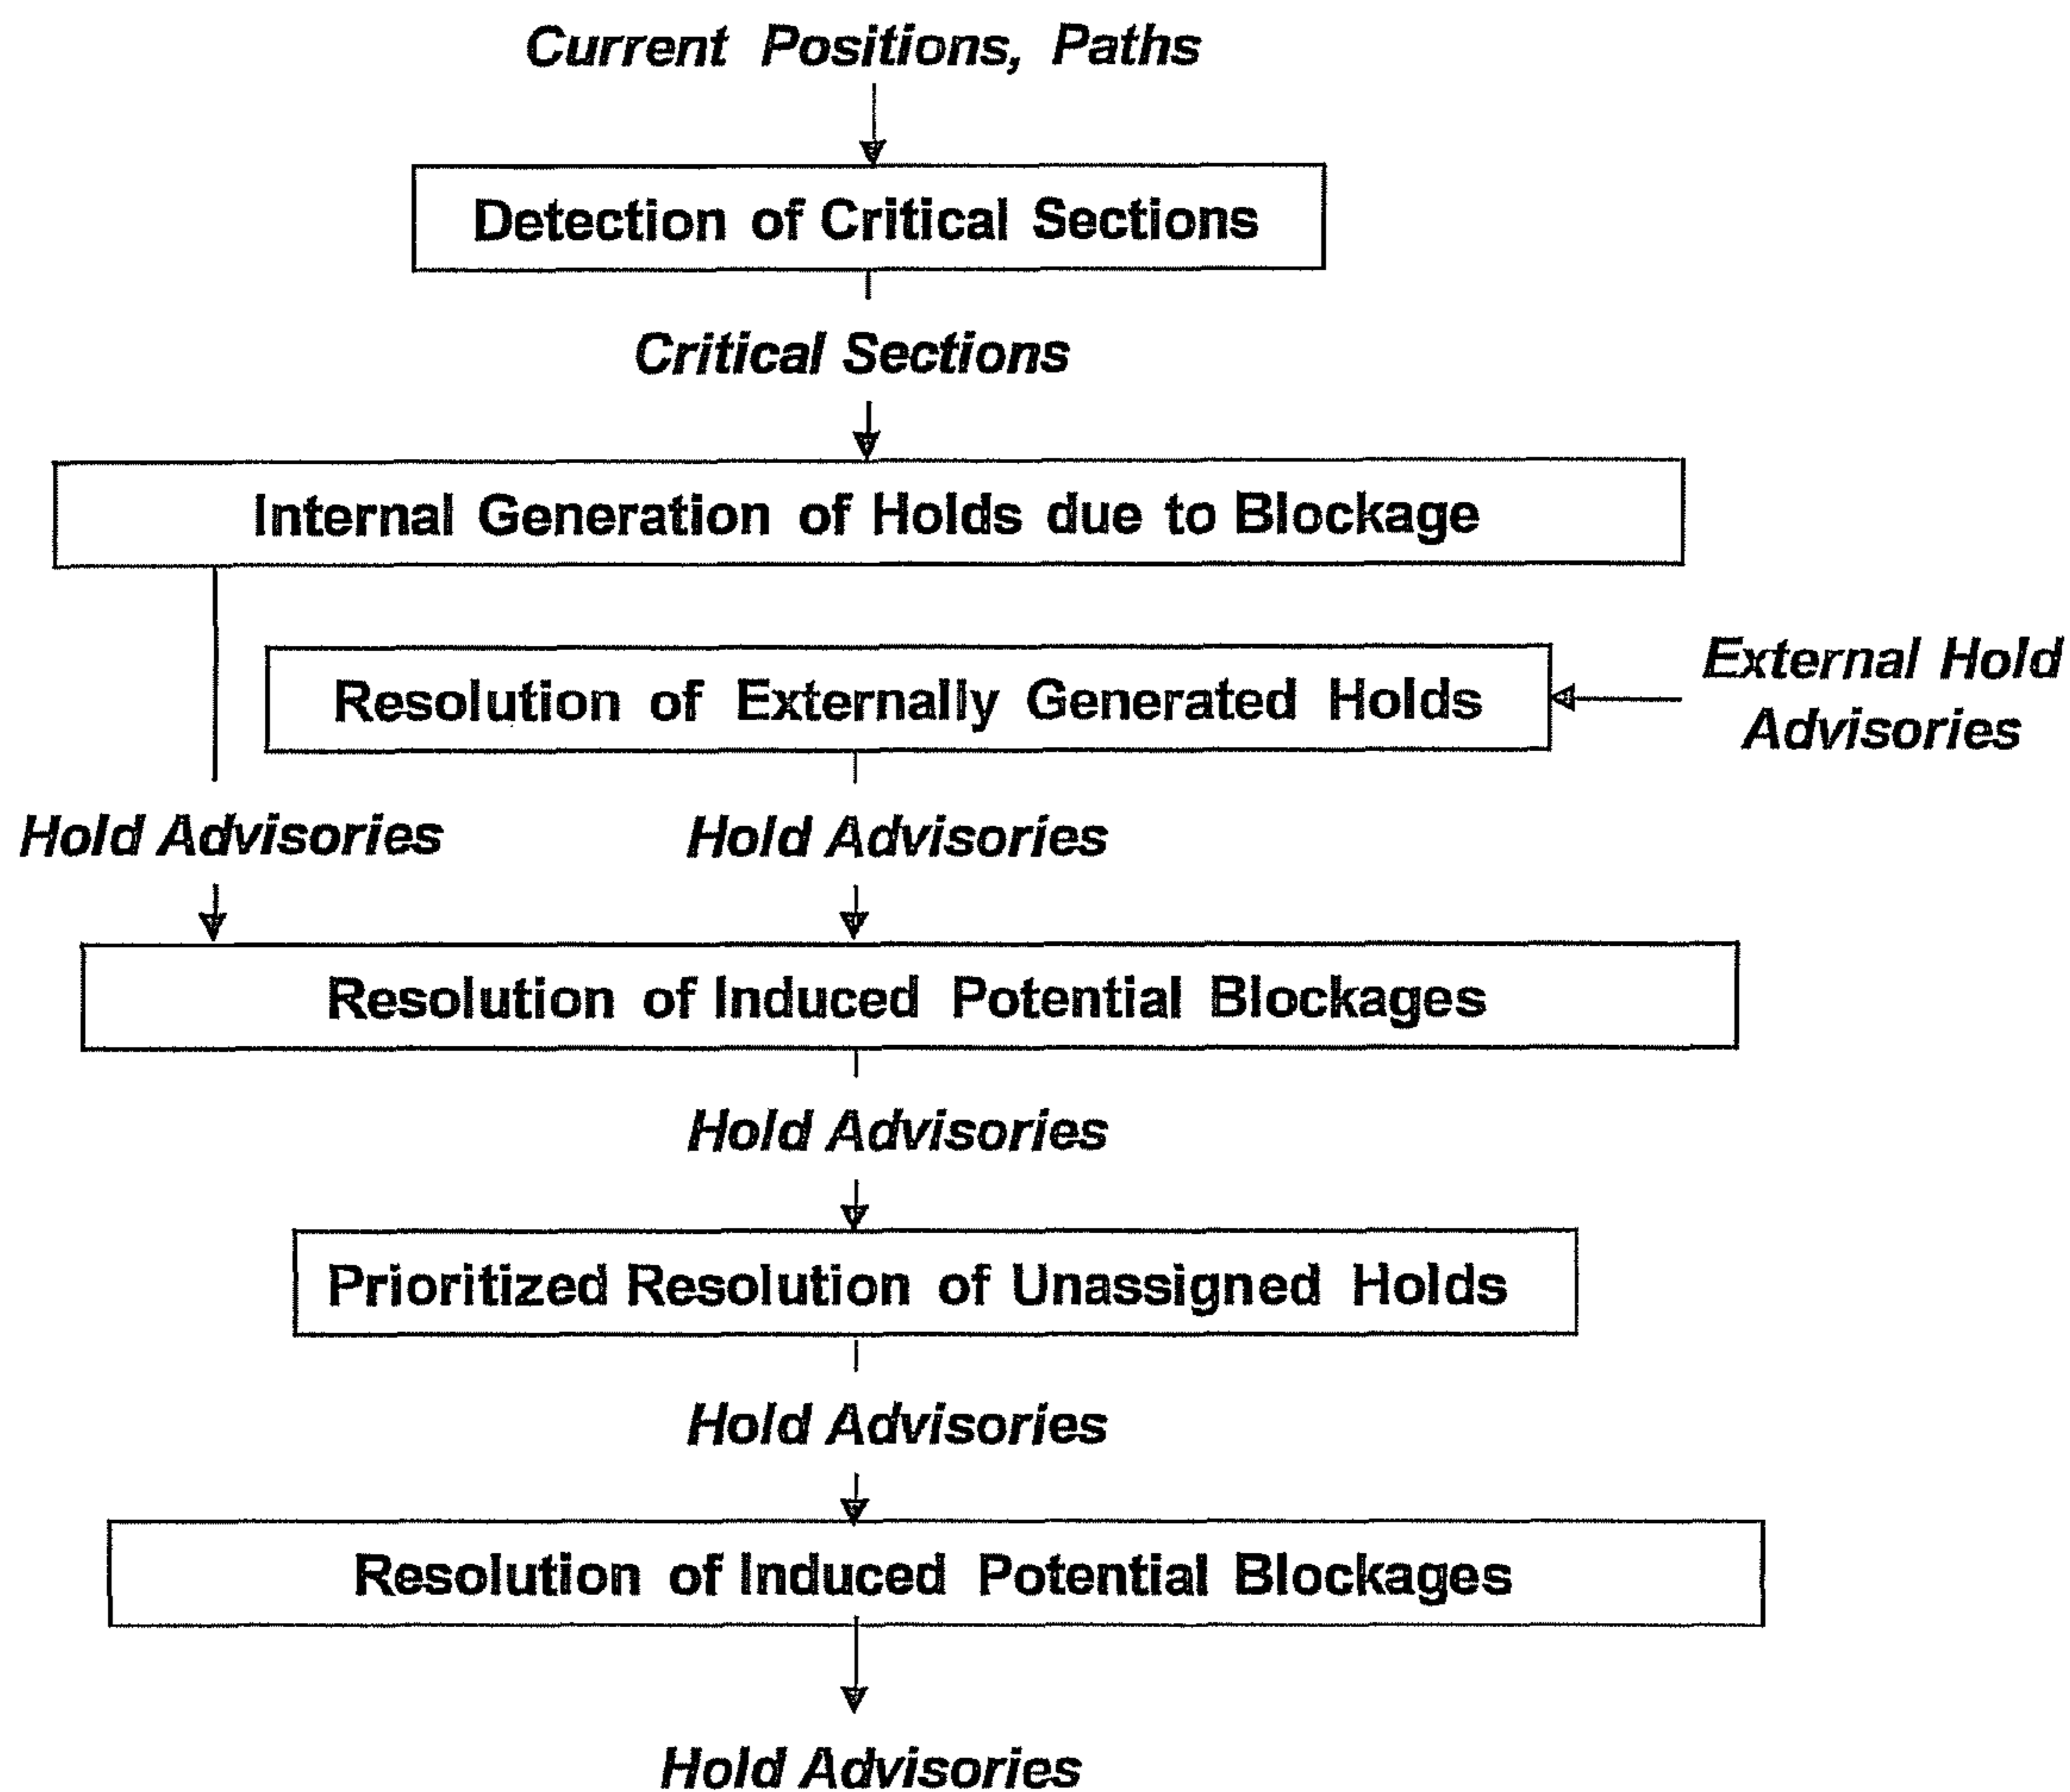 Current Positions, Paths
Detection of Critical Sections
Critical Sections
Internal Generation of Holds due to Blockage
Resolution of Externally Generated Holds
External Hold
Advisories
Hold Advisories
Hold Advisories
Resolution of Induced Potential Blockages
Hold Advisories
Prioritized Resolution of Unassigned Holds
Hold Advisories
Resolution of Induced Potential Blockages
Hold Advisories